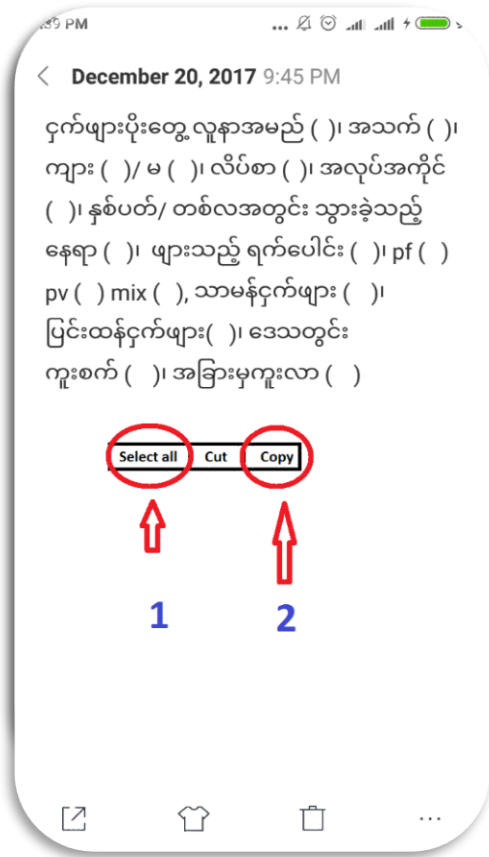 :39 PM
December 20, 2017 9:45 PM
ငှက်ဖျားပိုးတွေ့ လူနာအမည် ( )၊ အသက် ( )၊
ကျား ( )/ မ ( )၊ လိပ်စာ ( )၊ အလုပ်အကိုင်
( )၊ နှစ်ပတ်/ တစ်လအတွင်း သွားခဲ့သည့်
နေရာ ( )၊ ဖျားသည့် ရက်ပေါင်း ( )၊ pf ( )
pv ( ) mix ( ), သာမန်ငှက်ဖျား ( )၊
ပြင်းထန်ငှက်ဖျား( )၊ ဒေသတွင်း
ကူးစက် ( )၊ အခြားမှကူးလာ ( )
Select all Cut Copy
1 2